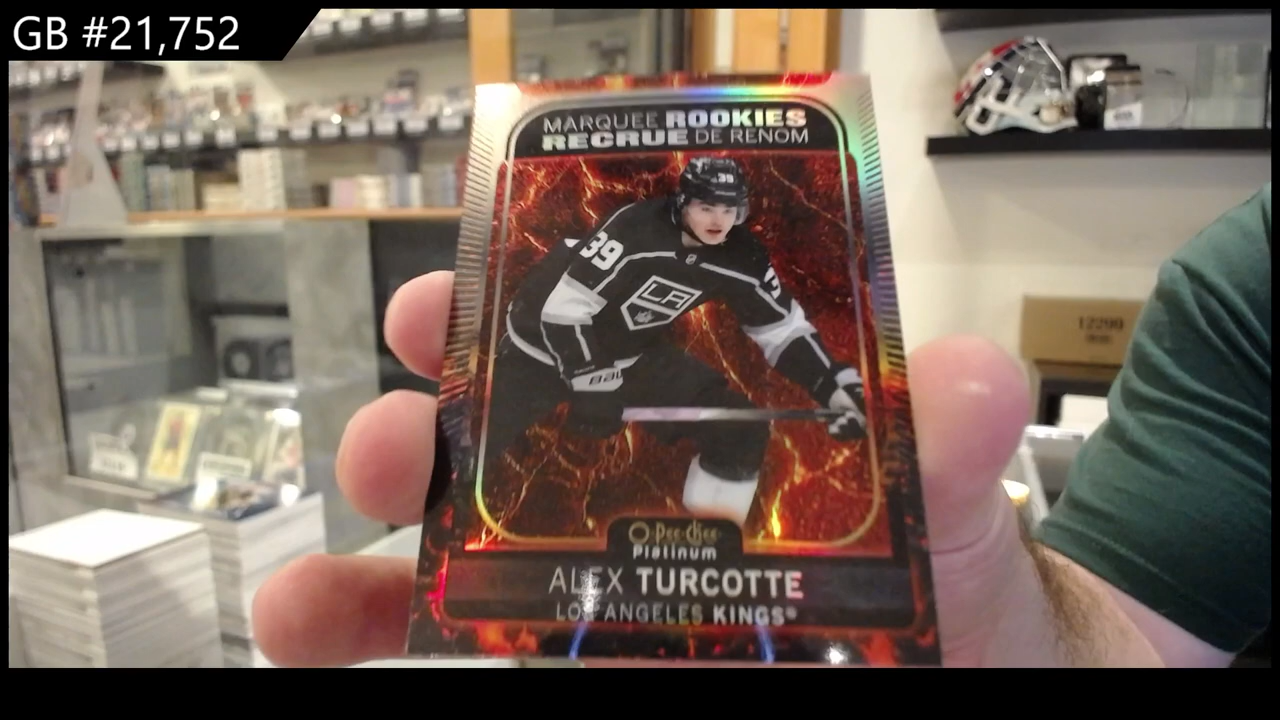 GB #21,752
MARQUEE ROOKIES
RECRUE DE RENOM
39
39
LA
O-Pee-Chee
Platinum
ALEX TURCOTTE
LOS ANGELES KINGS®
12299